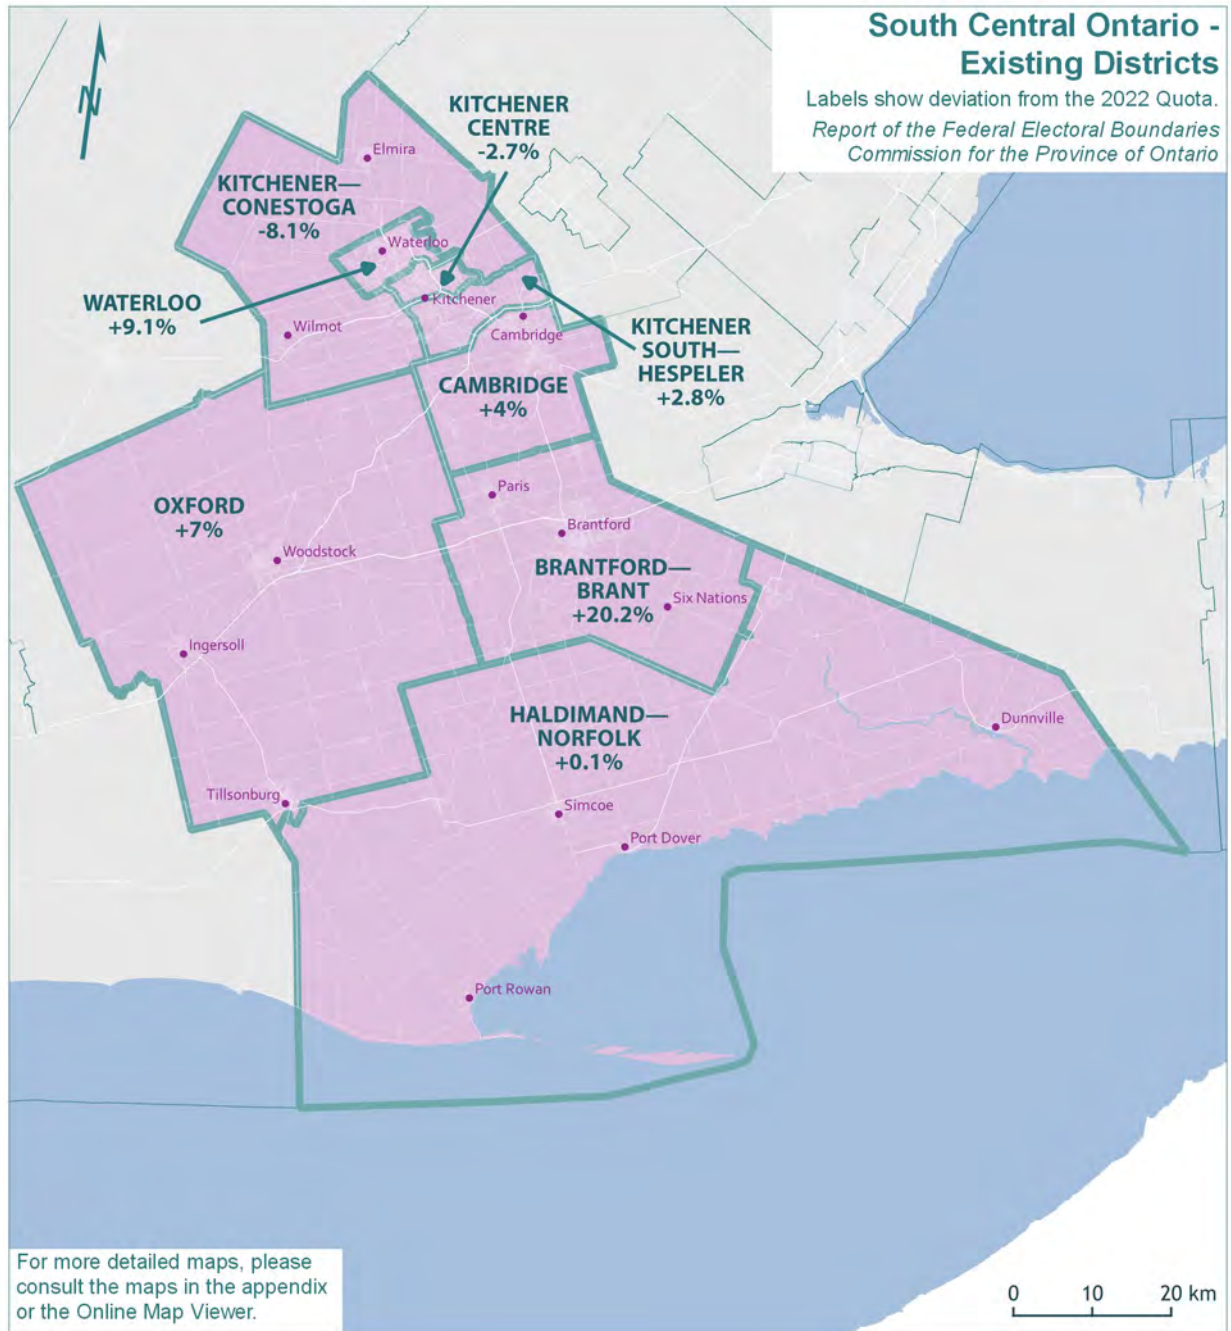 South Central Ontario -
Existing Districts
Labels show deviation from the 2022 Quota.
Report of the Federal Electoral Boundaries
Commission for the Province of Ontario
N
KITCHENER
CENTRE
-2.7%
Elmira
KITCHENER—
CONESTOGA
-8.1%
Waterloo
WATERLOO
+9.1%
Kitchener
Wilmot
Cambridge
KITCHENER
SOUTH—
HESPELER
+2.8%
CAMBRIDGE
+4%
Paris
OXFORD
+7%
Brantford
Woodstock
BRANTFORD—
BRANT
+20.2%
Six Nations
Ingersoll
HALDIMAND—
NORFOLK
+0.1%
Dunnville
Tillsonburg
Simcoe
Port Dover
Port Rowan
For more detailed maps, please
consult the maps in the appendix
or the Online Map Viewer.
0 10 20 km